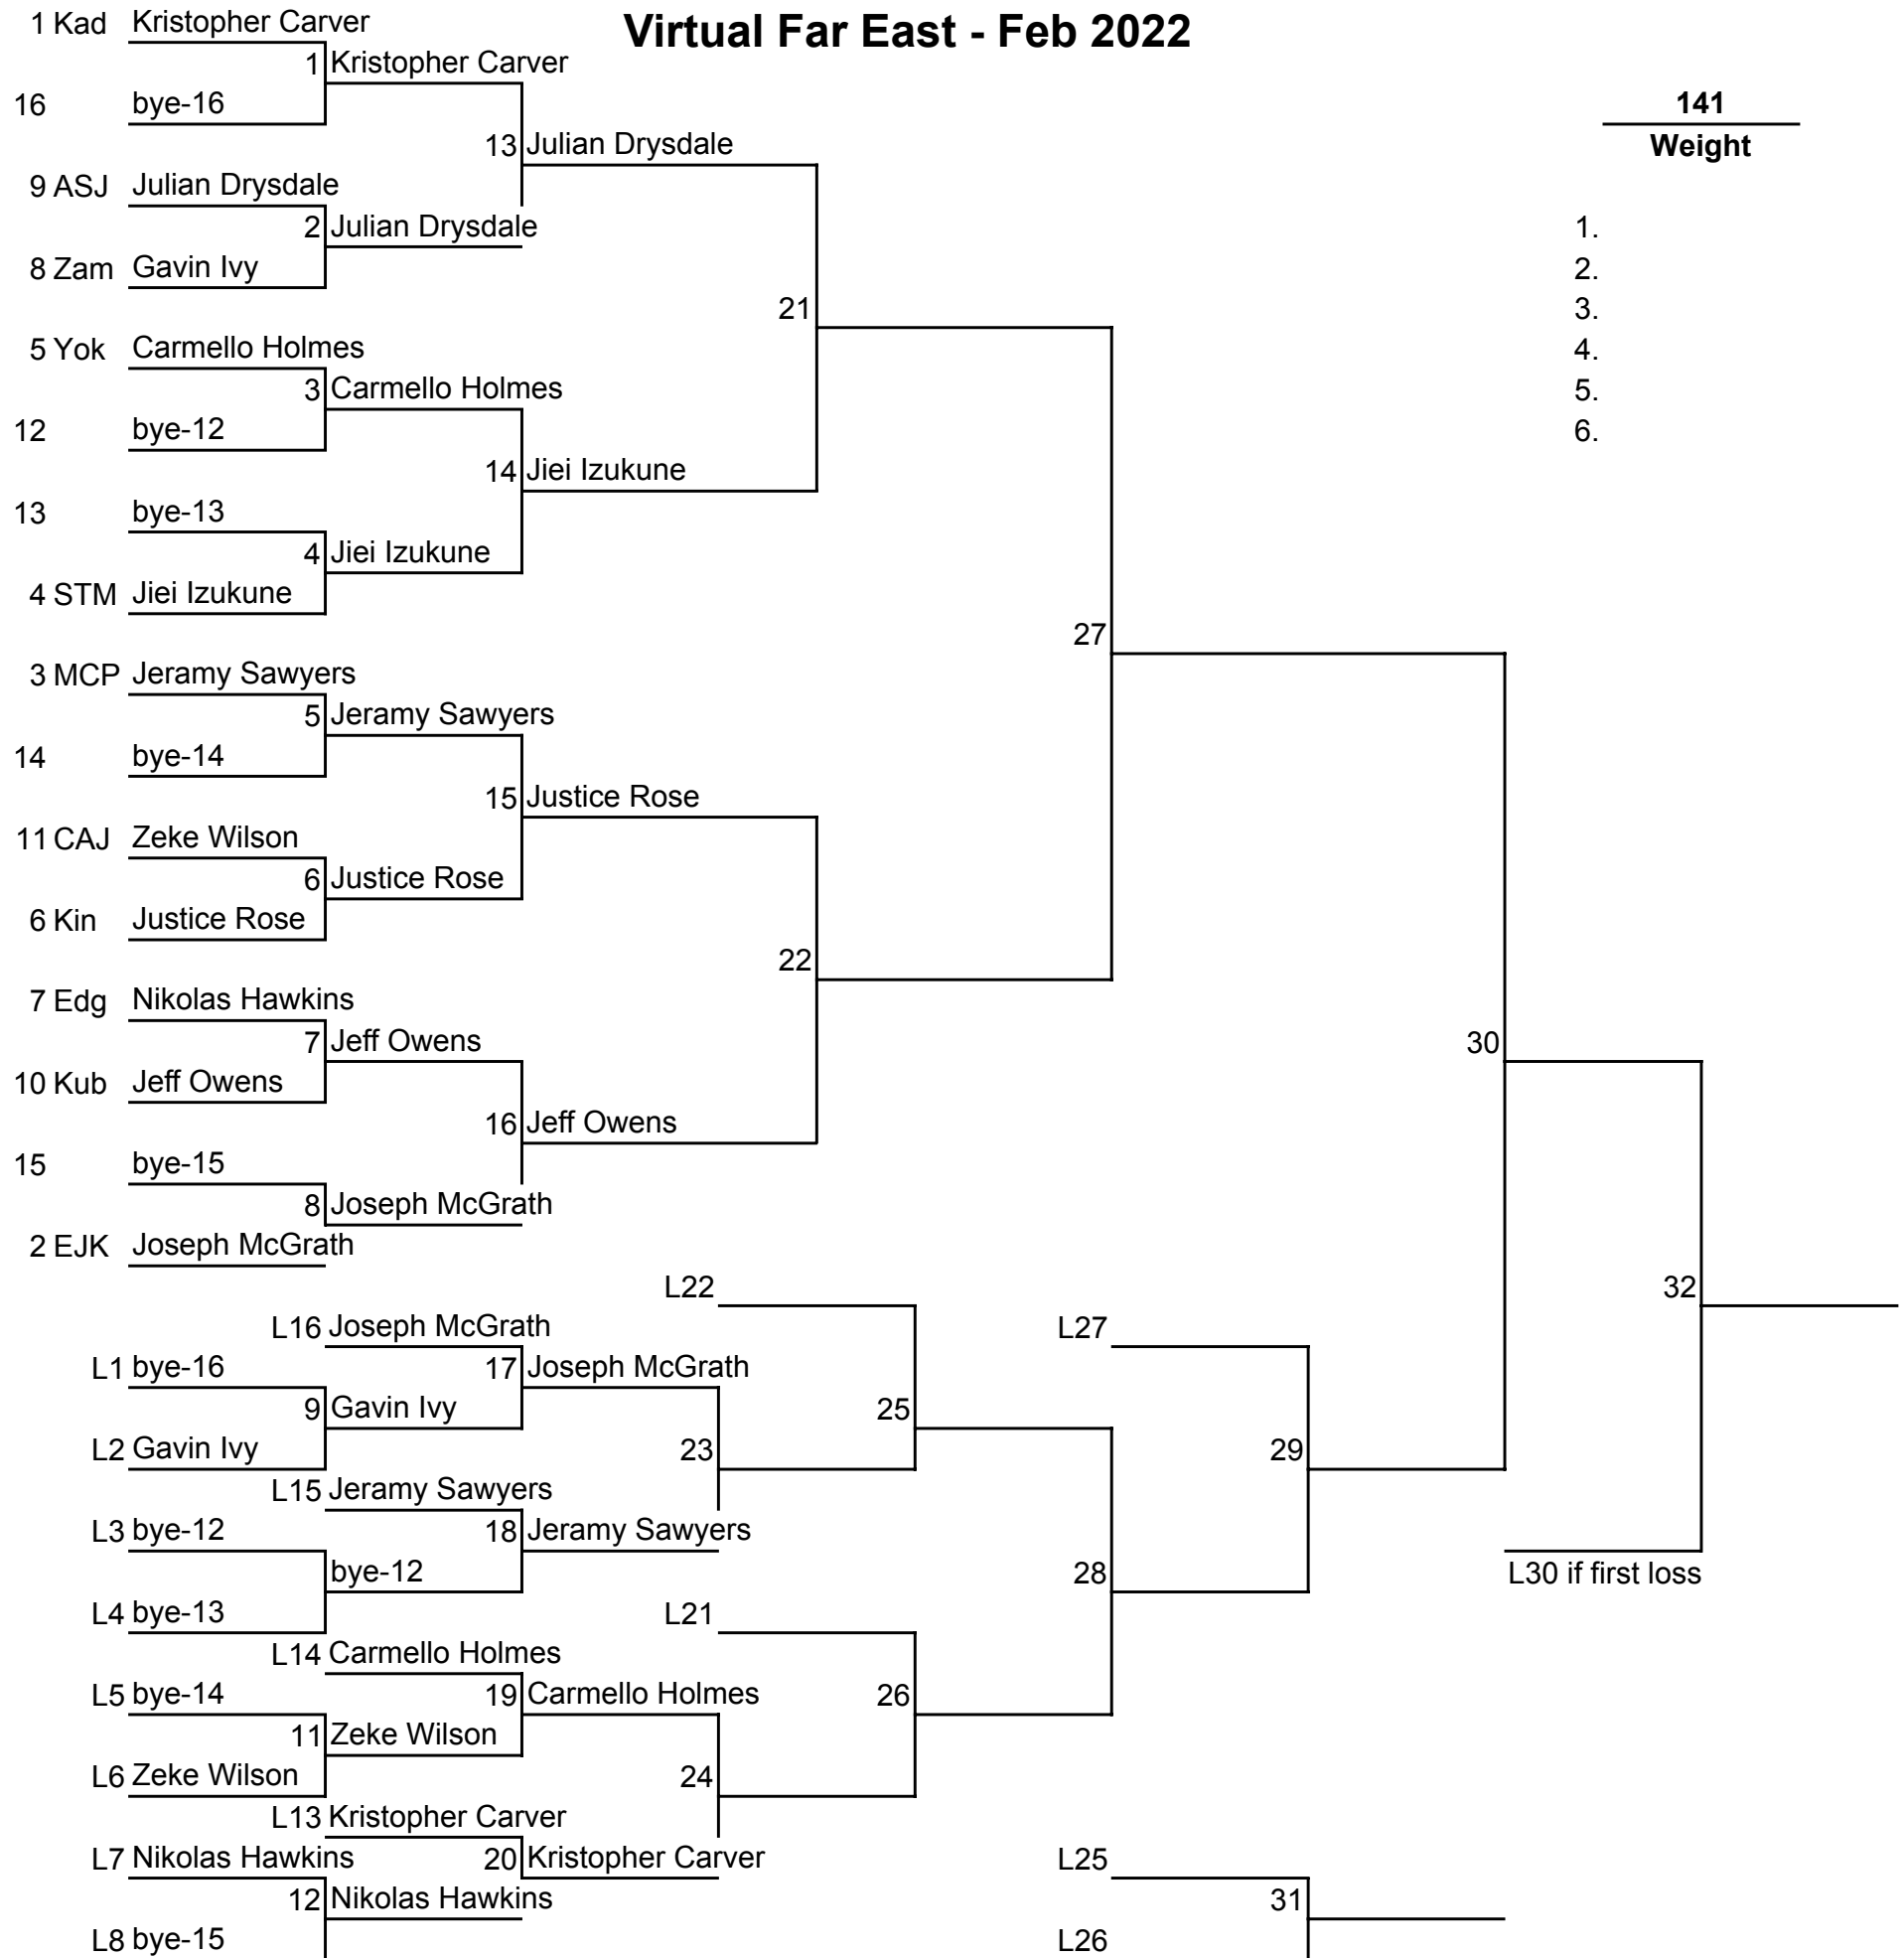 Virtual Far East - Feb 2022
1 Kad Kristopher Carver
1 Kristopher Carver
16 bye-16
141
Weight
13 Julian Drysdale
9 ASJ Julian Drysdale
2 Julian Drysdale
1.
8 Zam Gavin Ivy
2.
21
3.
5 Yok Carmello Holmes
4.
3 Carmello Holmes
5.
12 bye-12
6.
14 Jiei Izukune
13 bye-13
4 Jiei Izukune
4 STM Jiei Izukune
27
3 MCP Jeramy Sawyers
5 Jeramy Sawyers
14 bye-14
15 Justice Rose
11 CAJ Zeke Wilson
6 Justice Rose
6 Kin Justice Rose
22
7 Edg Nikolas Hawkins
7 Jeff Owens
30
10 Kub Jeff Owens
16 Jeff Owens
15 bye-15
8 Joseph McGrath
2 EJK Joseph McGrath
L22
32
L16 Joseph McGrath
L27
L1 bye-16
17 Joseph McGrath
9 Gavin Ivy
25
L2 Gavin Ivy
23
29
L15 Jeramy Sawyers
L3 bye-12
18 Jeramy Sawyers
bye-12
28
L30 if first loss
L4 bye-13
L21
L14 Carmello Holmes
L5 bye-14
19 Carmello Holmes
26
11 Zeke Wilson
L6 Zeke Wilson
24
L13 Kristopher Carver
L7 Nikolas Hawkins
20 Kristopher Carver
L25
12 Nikolas Hawkins
31
L8 bye-15
L26